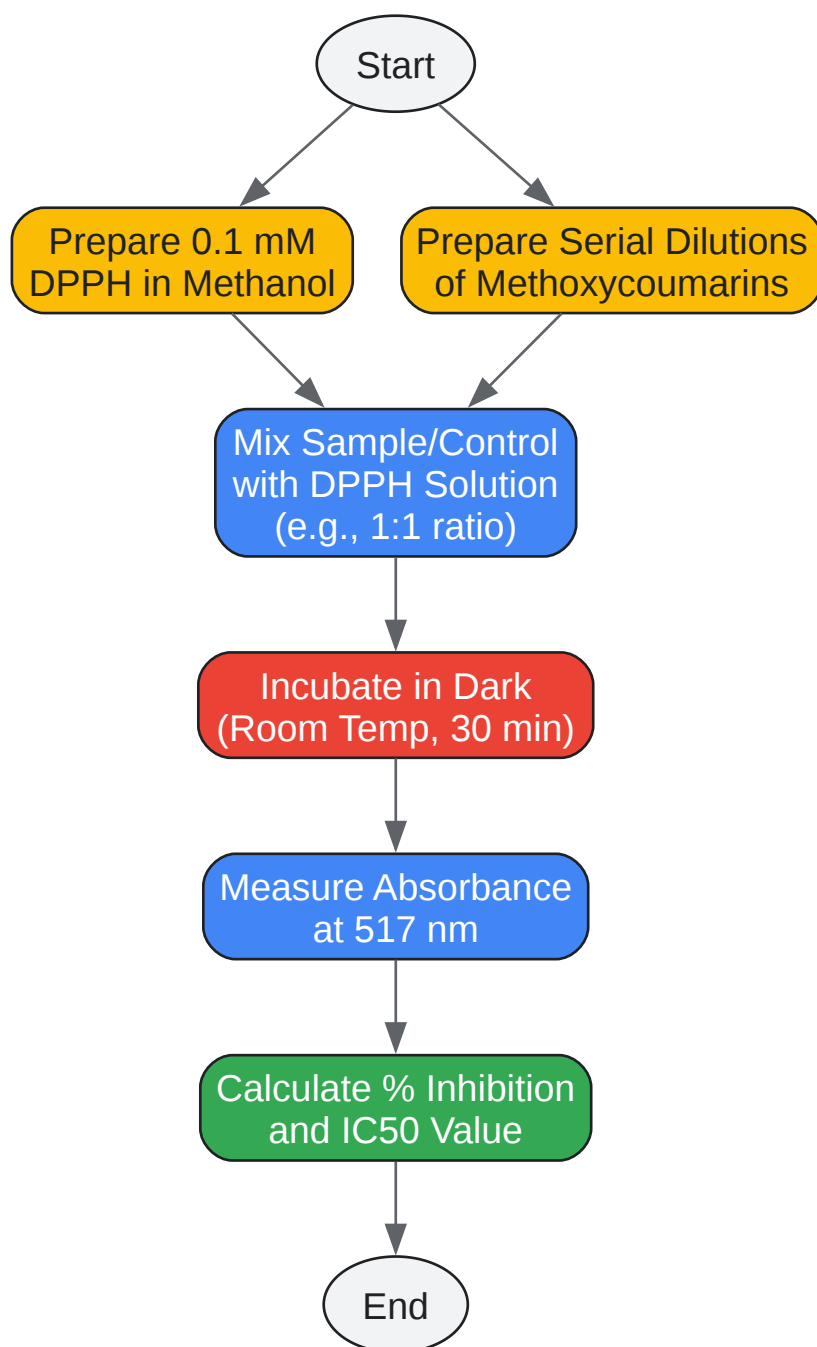 Start
Prepare 0.1 mM
DPPH in Methanol
Prepare Serial Dilutions
of Methoxycoumarins
Mix Sample/Control
with DPPH Solution
(e.g., 1:1 ratio)
Incubate in Dark
(Room Temp, 30 min)
Measure Absorbance
at 517 nm
Calculate % Inhibition
and IC50 Value
End